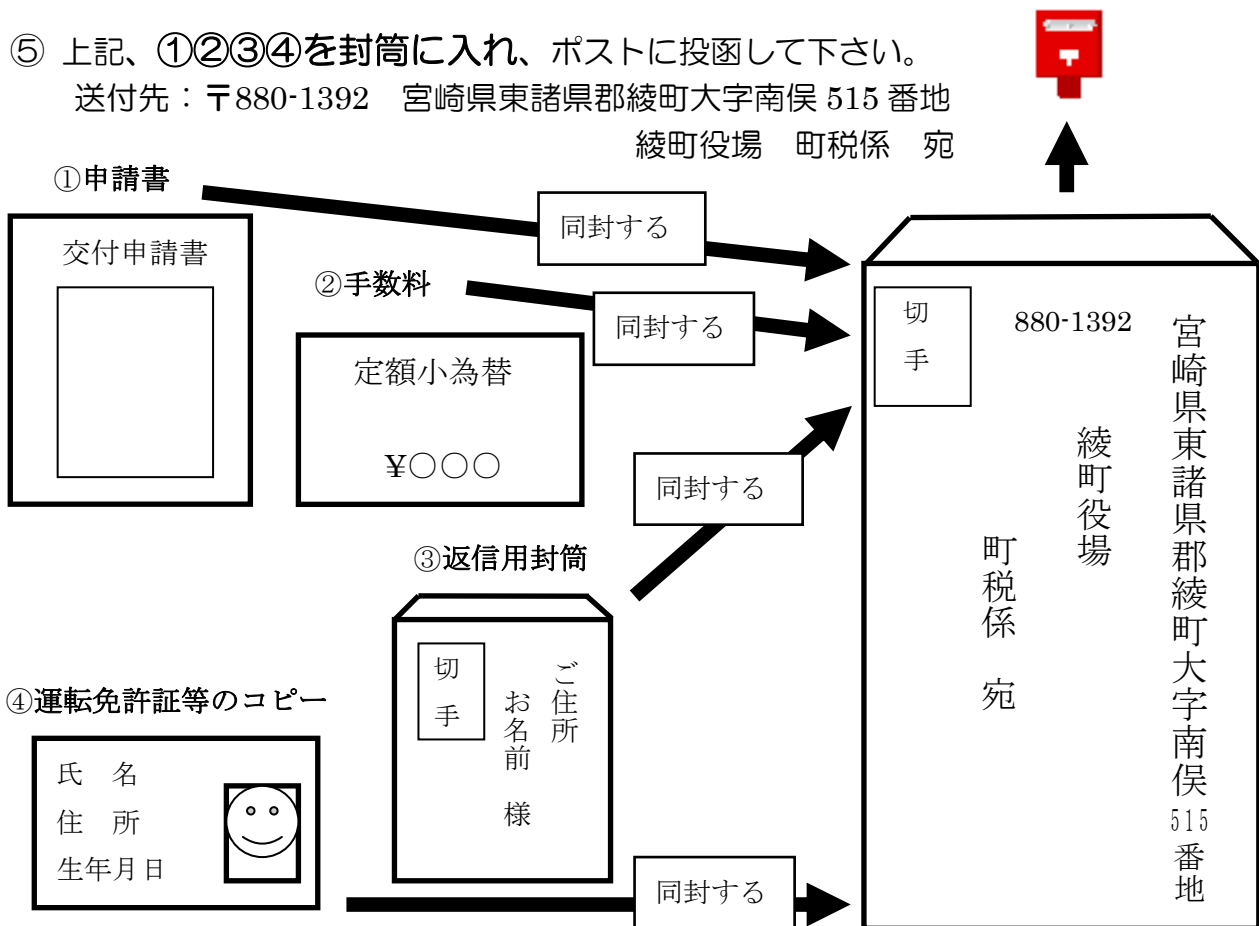 ⑤ 上記、①②③④を封筒に入れ、ポストに投函して下さい。
送付先：〒880-1392　宮崎県東諸県郡綾町大字南俣 515 番地
綾町役場　町税係　宛
①申請書
同封する
交付申請書
②手数料
同封する
定額小為替
¥○○○
同封する
③返信用封筒
切手
ご住所
お名前　様
④運転免許証等のコピー
氏　名
住　所
生年月日
同封する
切手
880-1392
宮崎県東諸県郡綾町大字南俣515番地
綾町役場
町税係　宛